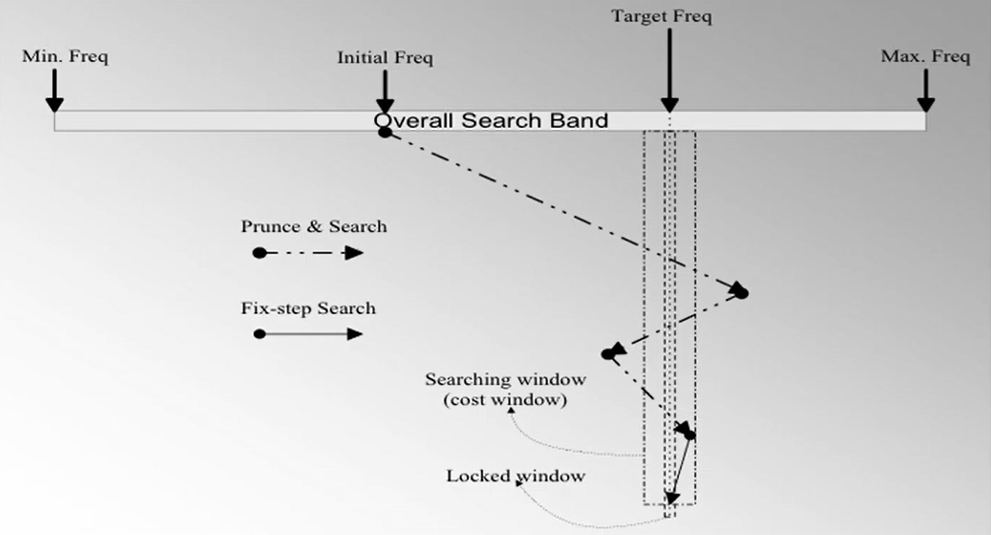 Target Freq
Min. Freq
Initial Freq
Max. Freq
Overall Search Band
Prunce & Search
Fix-step Search
Searching window
(cost window)
Locked window